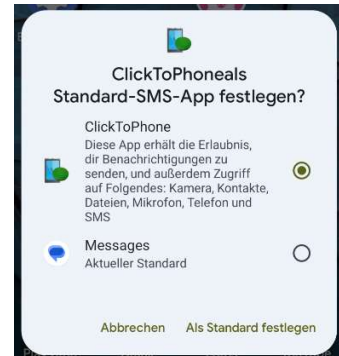 ClickToPhoneals
Standard-SMS-App festlegen?
ClickToPhone
Diese App erhält die Erlaubnis,
dir Benachrichtigungen zu
senden, und außerdem Zugriff
auf Folgendes: Kamera, Kontakte,
Dateien, Mikrofon, Telefon und
SMS
Messages
Aktueller Standard
Abbrechen Als Standard festlegen